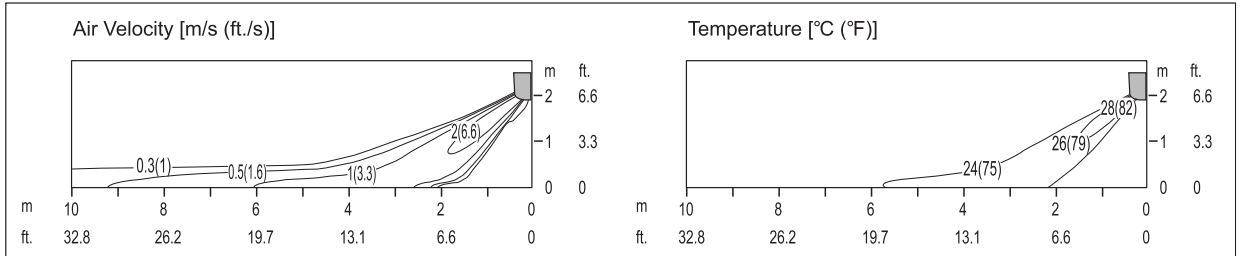 Air Velocity [m/s (ft./s)]
m ft.
2 6.6
1 3.3
0 0
2(6.6)
0.3(1) 0.5(1.6) 1(3.3)
m 10 8 6 4 2 0
ft. 32.8 26.2 19.7 13.1 6.6 0
Temperature [°C (°F)]
m ft.
2 6.6
1 3.3
0 0
28(82)
26(79)
24(75)
m 10 8 6 4 2 0
ft. 32.8 26.2 19.7 13.1 6.6 0